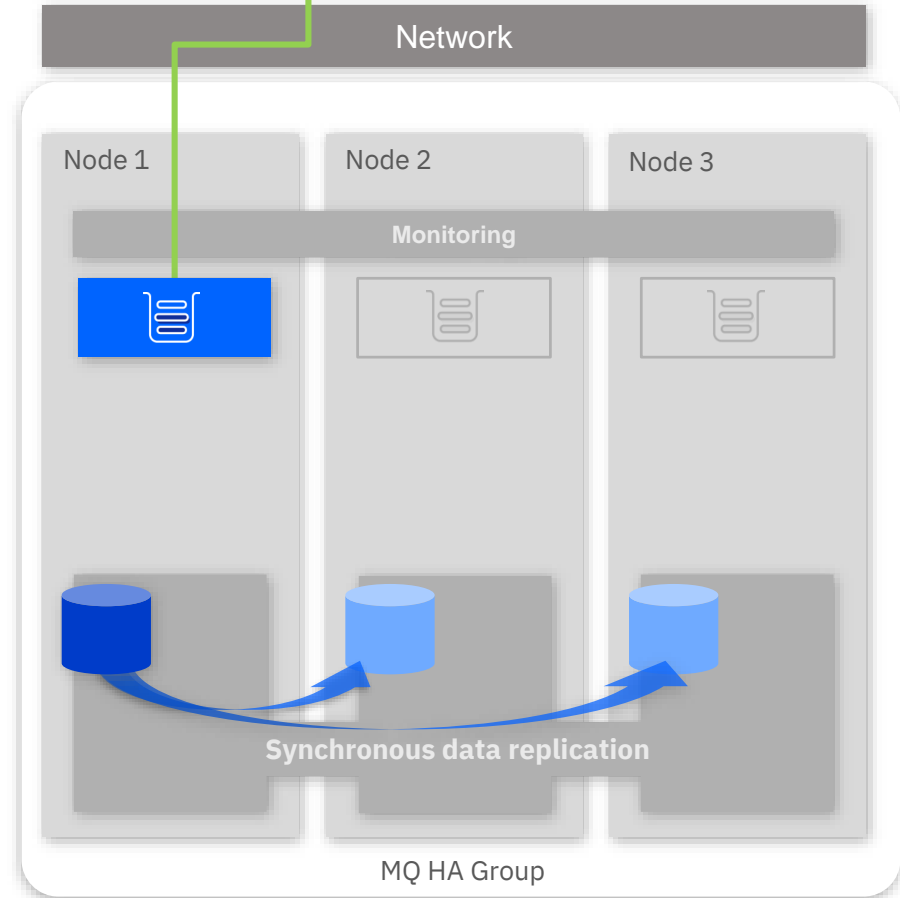 Network
Node 1
Node 2
Node 3
Monitoring
Synchronous data replication
MQ HA Group